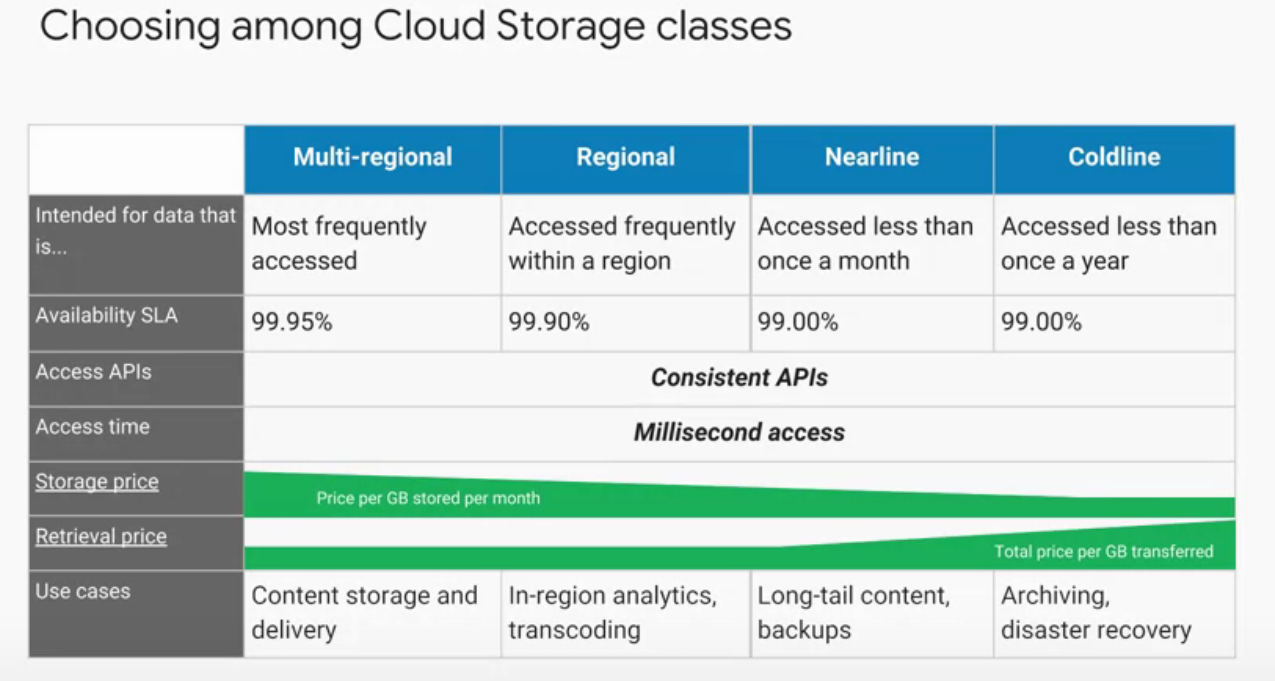 Choosing among Cloud Storage classes
Multi-regional Regional Nearline Coldline
Intended for data that
is...
Most frequently
accessed
Accessed frequently
within a region
Accessed less than
once a month
Accessed less than
once a year
Availability SLA
99.95% 99.90% 99.00% 99.00%
Access APIs
Consistent APIs
Access time
Millisecond access
Storage price
Price per GB stored per month
Retrieval price
Total price per GB transferred
Use cases
Content storage and
delivery
In-region analytics,
transcoding
Long-tail content,
backups
Archiving,
disaster recovery